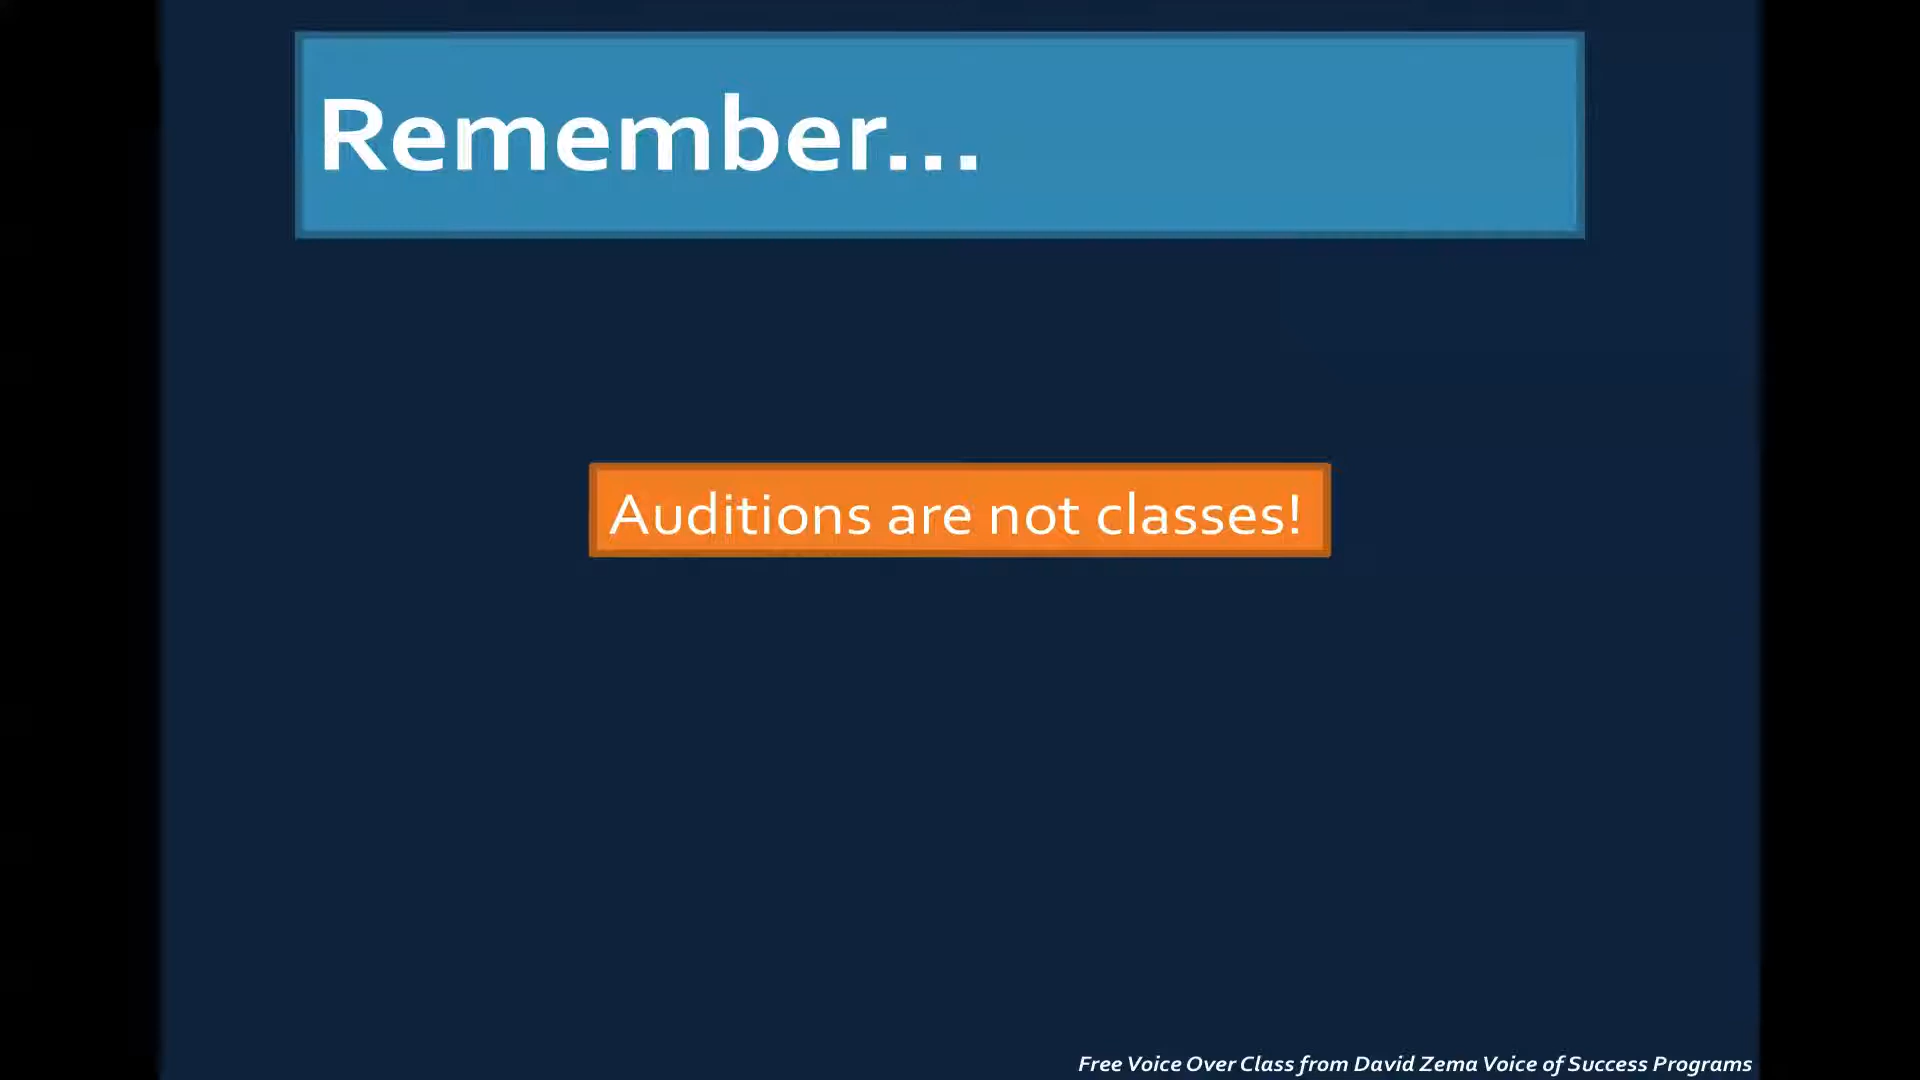 Remember...
Auditions are not classes!
Free Voice Over Class from David Zema Voice of Success Programs